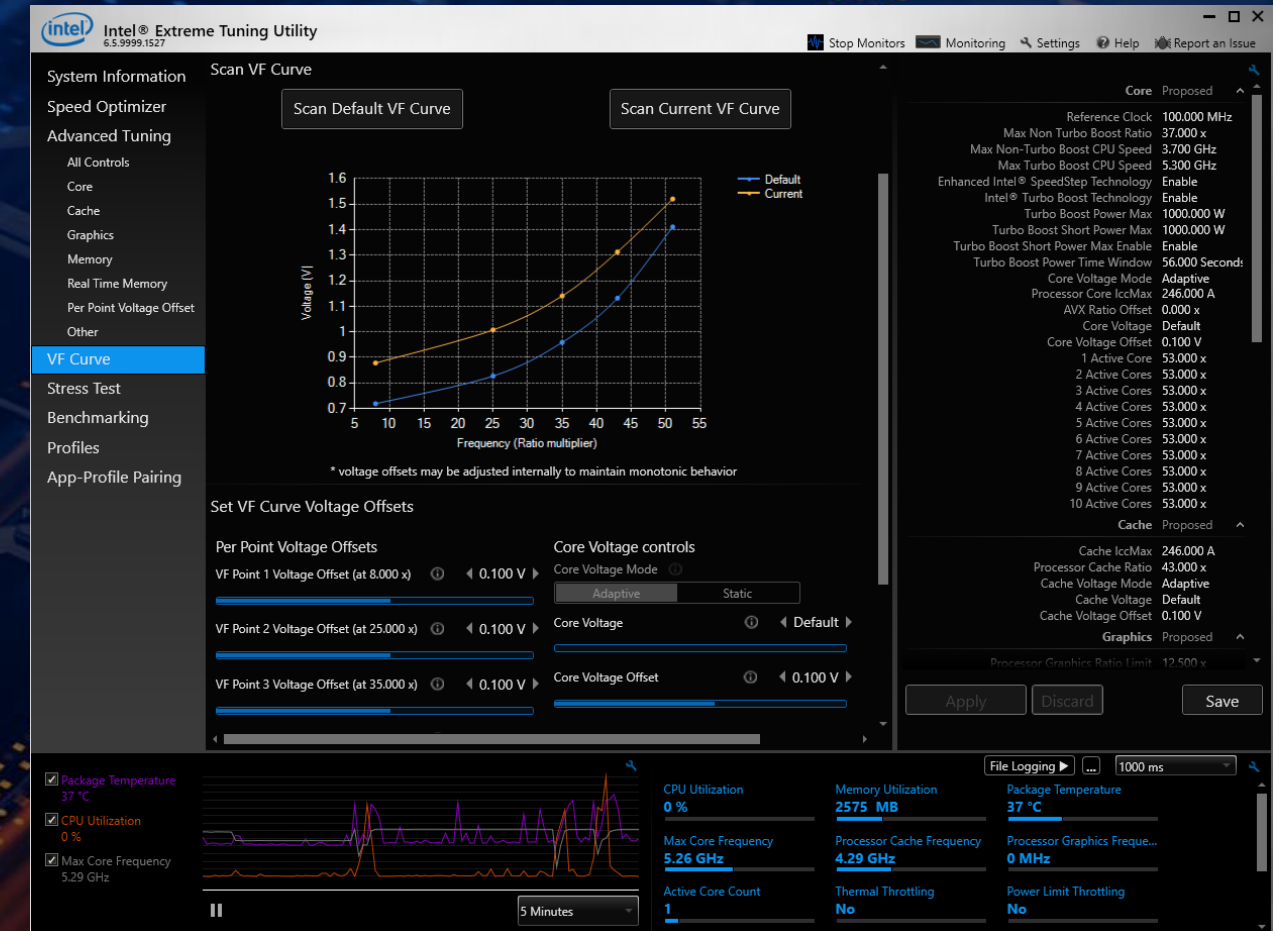 intel
Intel® Extreme Tuning Utility
6.5.9999.1527
Stop Monitors
Monitoring
Settings
Help
Report an Issue
System Information
Speed Optimizer
Advanced Tuning
All Controls
Core
Cache
Graphics
Memory
Real Time Memory
Per Point Voltage Offset
Other
VF Curve
Stress Test
Benchmarking
Profiles
App-Profile Pairing
Scan VF Curve
Scan Default VF Curve
Scan Current VF Curve
1.6
1.5
1.4
1.3
1.2
1.1
1
0.9
0.8
0.7
Voltage [V]
5 10 15 20 25 30 35 40 45 50 55
Frequency (Ratio multiplier)
Default
Current
* voltage offsets may be adjusted internally to maintain monotonic behavior
Set VF Curve Voltage Offsets
Per Point Voltage Offsets
VF Point 1 Voltage Offset (at 8.000 x) 0.100 V
VF Point 2 Voltage Offset (at 25.000 x) 0.100 V
VF Point 3 Voltage Offset (at 35.000 x) 0.100 V
Core Voltage controls
Core Voltage Mode
Adaptive Static
Core Voltage Default
Core Voltage Offset 0.100 V
Core Proposed
Reference Clock 100.000 MHz
Max Non Turbo Boost Ratio 37.000 x
Max Non-Turbo Boost CPU Speed 3.700 GHz
Max Turbo Boost CPU Speed 5.300 GHz
Enhanced Intel® SpeedStep Technology Enable
Intel® Turbo Boost Technology Enable
Turbo Boost Power Max 1000.000 W
Turbo Boost Short Power Max 1000.000 W
Turbo Boost Short Power Max Enable Enable
Turbo Boost Power Time Window 56.000 Seconds
Core Voltage Mode Adaptive
Processor Core IccMax 246.000 A
AVX Ratio Offset 0.000 x
Core Voltage Default
Core Voltage Offset 0.100 V
1 Active Core 53.000 x
2 Active Cores 53.000 x
3 Active Cores 53.000 x
4 Active Cores 53.000 x
5 Active Cores 53.000 x
6 Active Cores 53.000 x
7 Active Cores 53.000 x
8 Active Cores 53.000 x
9 Active Cores 53.000 x
10 Active Cores 53.000 x
Cache Proposed
Cache IccMax 246.000 A
Processor Cache Ratio 43.000 x
Cache Voltage Mode Adaptive
Cache Voltage Default
Cache Voltage Offset 0.100 V
Graphics Proposed
Processor Graphics Ratio Limit 12.500 x
Apply Discard Save
Package Temperature
37 °C
CPU Utilization
0 %
Max Core Frequency
5.29 GHz
5 Minutes
File Logging ... 1000 ms
CPU Utilization
0 %
Memory Utilization
2575 MB
Package Temperature
37 °C
Max Core Frequency
5.26 GHz
Processor Cache Frequency
4.29 GHz
Processor Graphics Freque...
0 MHz
Active Core Count
1
Thermal Throttling
No
Power Limit Throttling
No